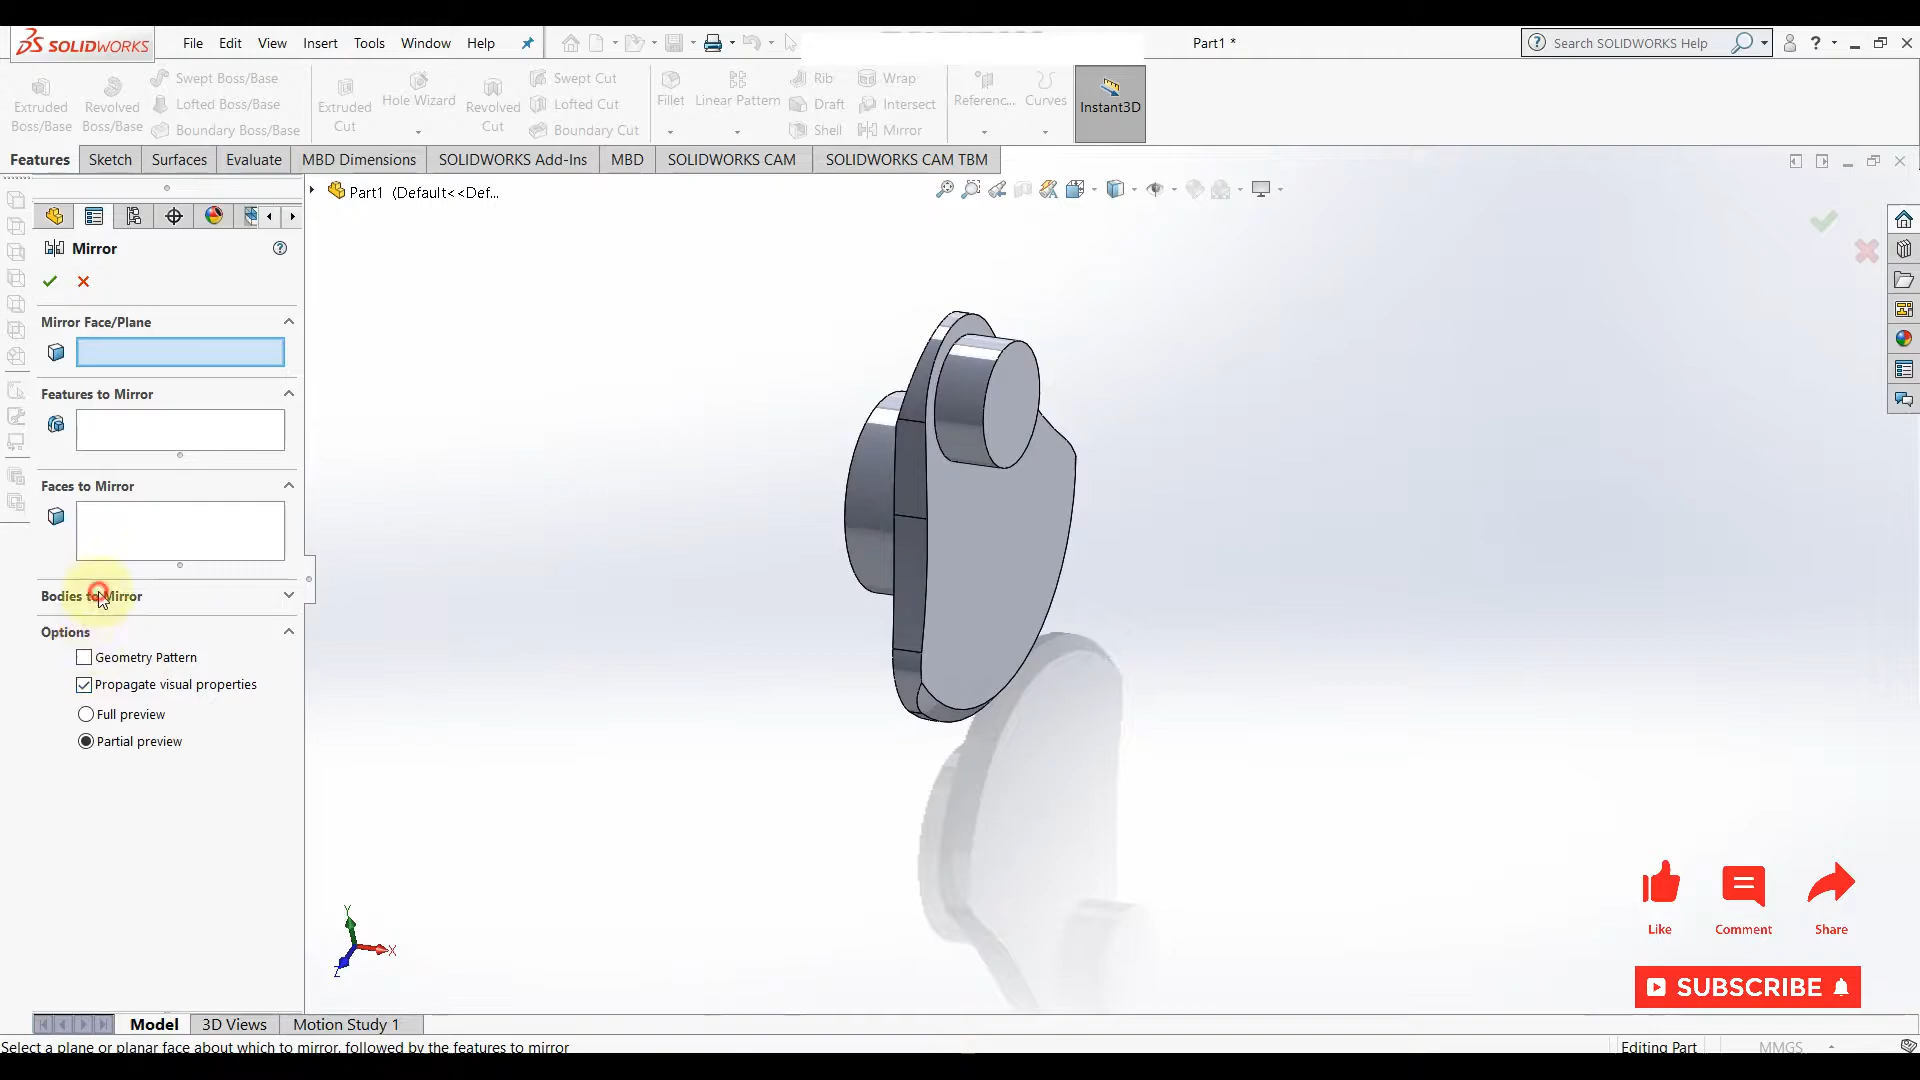 SOLIDWORKS
File Edit View Insert Tools Window Help
Part1 *
Search SOLIDWORKS Help
Extruded Boss/Base
Revolved Boss/Base
Swept Boss/Base
Lofted Boss/Base
Boundary Boss/Base
Extruded Cut
Hole Wizard
Revolved Cut
Swept Cut
Lofted Cut
Boundary Cut
Fillet
Linear Pattern
Rib
Draft
Shell
Wrap
Intersect
Mirror
Referenc...
Curves
Instant3D
Features Sketch Surfaces Evaluate MBD Dimensions SOLIDWORKS Add-Ins MBD SOLIDWORKS CAM SOLIDWORKS CAM TBM
Part1 (Default<<Def...
Mirror
Mirror Face/Plane
Features to Mirror
Faces to Mirror
Bodies to Mirror
Options
Geometry Pattern
Propagate visual properties
Full preview
Partial preview
Y
X
Z
Like Comment Share
SUBSCRIBE
Model 3D Views Motion Study 1
Select a plane or planar face about which to mirror, followed by the features to mirror
Editing Part MMGS